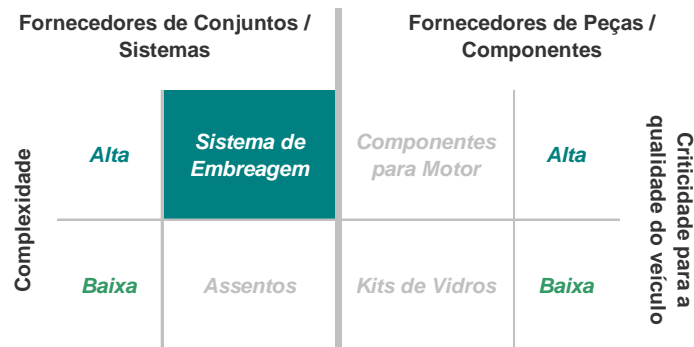 Fornecedores de Conjuntos /
Sistemas
Fornecedores de Peças /
Componentes
Complexidade
Alta
Sistema de
Embreagem
Componentes
para Motor
Alta
Criticidade para a
qualidade do veículo
Baixa
Assentos
Kits de Vidros
Baixa